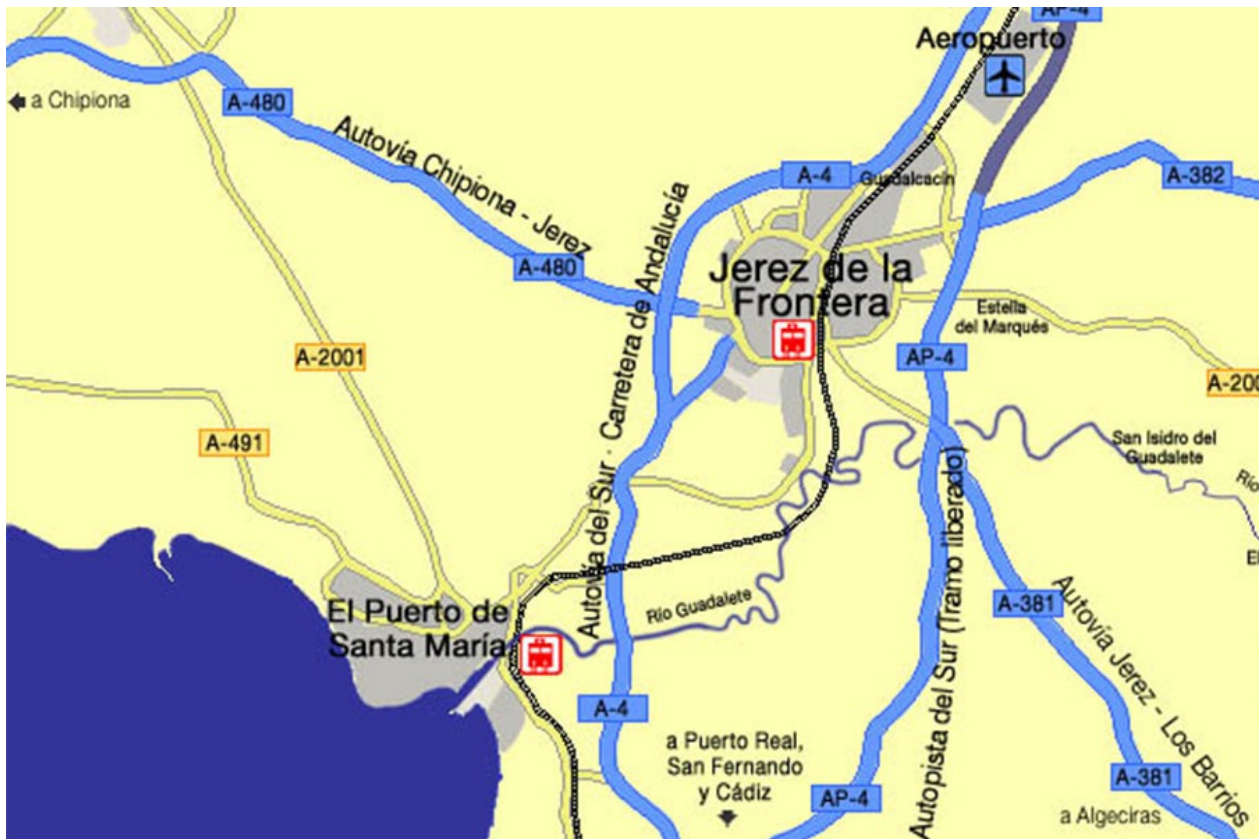 AP-4
Aeropuerto
a Chipiona
A-480
Autovía Chipiona - Jerez
A-4
Guadalcacín
A-382
A-480
Jerez de la
Frontera
Estella
del Marqués
A-2001
AP-4
A-491
San Isidro del
Guadalete
Río
Autovía del Sur · Carretera de Andalucía
El Puerto de
Santa María
Río Guadalete
A-381
Autovía Jerez - Los Barrios
Autopista del Sur (Tramo liberado)
A-4
a Puerto Real,
San Fernando
y Cádiz
AP-4
A-381
a Algeciras